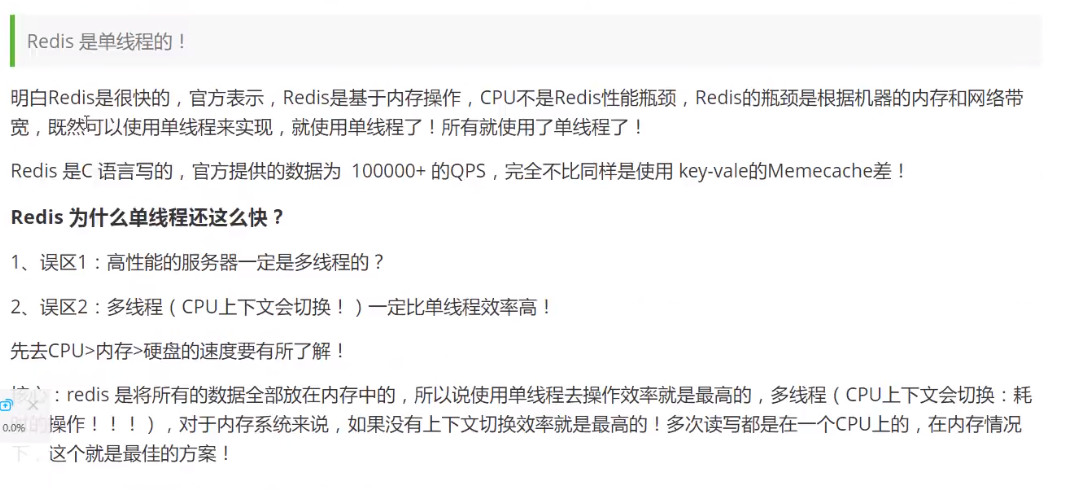 Redis 是单线程的！
明白Redis是很快的，官方表示，Redis是基于内存操作，CPU不是Redis性能瓶颈，Redis的瓶颈是根据机器的内存和网络带
宽，既然可以使用单线程来实现，就使用单线程了！所有就使用了单线程了！
Redis 是C 语言写的，官方提供的数据为 100000+ 的QPS，完全不比同样是使用 key-vale的Memecache差！
Redis 为什么单线程还这么快？
1、误区1：高性能的服务器一定是多线程的？
2、误区2：多线程（CPU上下文会切换！）一定比单线程效率高！
先去CPU>内存>硬盘的速度要有所了解！
核心：redis 是将所有的数据全部放在内存中的，所以说使用单线程去操作效率就是最高的，多线程（CPU上下文会切换：耗
时的操作！！！），对于内存系统来说，如果没有上下文切换效率就是最高的！多次读写都是在一个CPU上的，在内存情况
下，这个就是最佳的方案！
0.0%